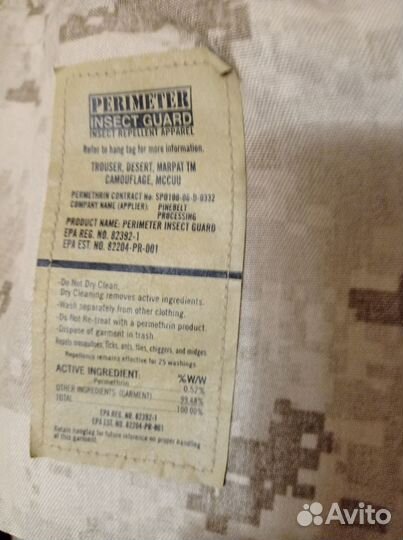 PERIMETER
INSECT GUARD
INSECT REPELLENT APPAREL
Refer to hang tag for more information.
TROUSER, DESERT, MARPAT TM
CAMOUFLAGE, MCCUU
PERMETHRIN CONTRACT No: SPO100-06-D-0332
COMPANY NAME (APPLIER): PINEBELT
PROCESSING
PRODUCT NAME: PERIMETER INSECT GUARD
EPA REG. NO. 82392-1
EPA EST. NO. 82204-PR-001
-Do Not Dry Clean.
Dry Cleaning removes active ingredients.
-Wash separately from other clothing.
-Do Not Re-treat with a permethrin product.
-Dispose of garment in trash.
Repels mosquitoes, ticks, ants, flies, chiggers, and midges.
Repellency remains effective for 25 washings
ACTIVE INGREDIENT: %W/W
Permethrin 0.52%
OTHER INGREDIENTS (GARMENT) 99.48%
TOTAL 100.00%
EPA REG. NO. 82392-1
EPA EST. NO. 82204-PR-001
Retain hangtag for future reference on proper handling
of this garment.
Avito